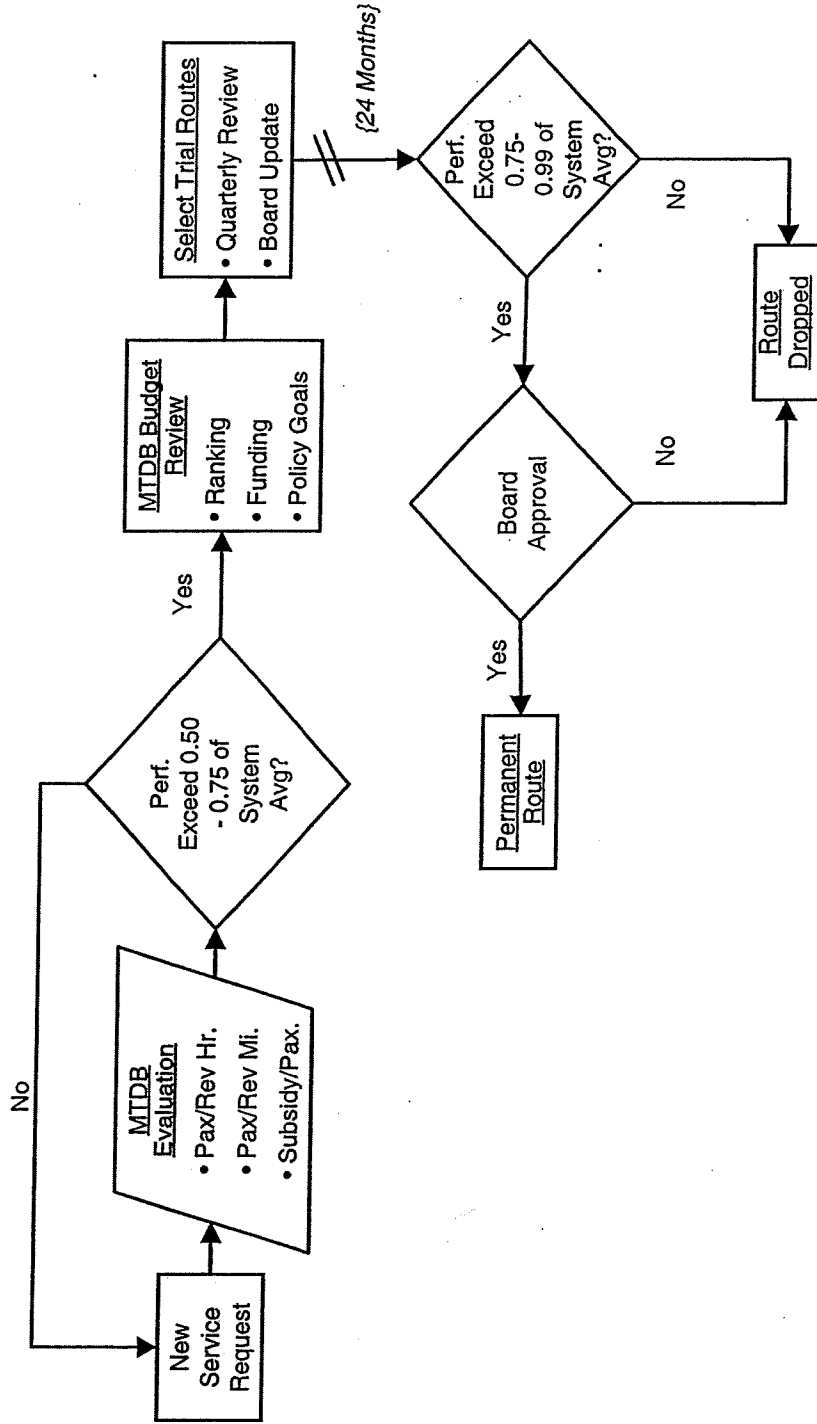 No
New
Service
Request
MTDB
Evaluation
• Pax/Rev Hr.
• Pax/Rev Mi.
• Subsidy/Pax.
Perf.
Exceed 0.50
- 0.75 of
System
Avg?
Yes
MTDB Budget
Review
• Ranking
• Funding
• Policy Goals
Select Trial Routes
• Quarterly Review
• Board Update
{24 Months}
Perf.
Exceed
0.75-
0.99 of
System
Avg?
Yes
No
Board
Approval
Yes
No
Permanent
Route
Route
Dropped